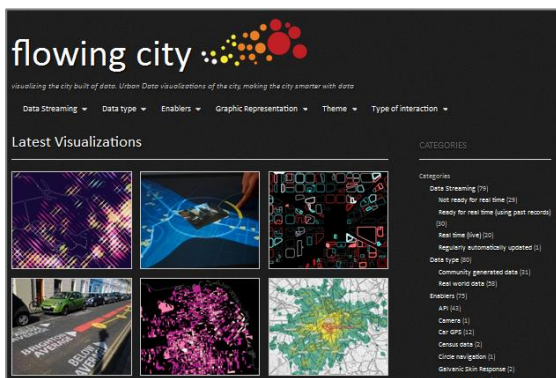 flowing city
visualizing the city built of data. Urban Data visualizations of the city, making the city smarter with data
Data Streaming Data type Enablers Graphic Representation Theme Type of interaction
Latest Visualizations
BRIGHTON AVERAGE
BELOW AVERAGE
CATEGORIES
Categories
Data Streaming (79)
Not ready for real time (29)
Ready for real time (using past records)
(30)
Real time (live) (20)
Regularly automatically updated (1)
Data type (80)
Community generated data (31)
Real world data (58)
Enablers (75)
API (43)
Camera (1)
Car GPS (12)
Census data (2)
Circle navigation (1)
Galvanic Skin Response (2)